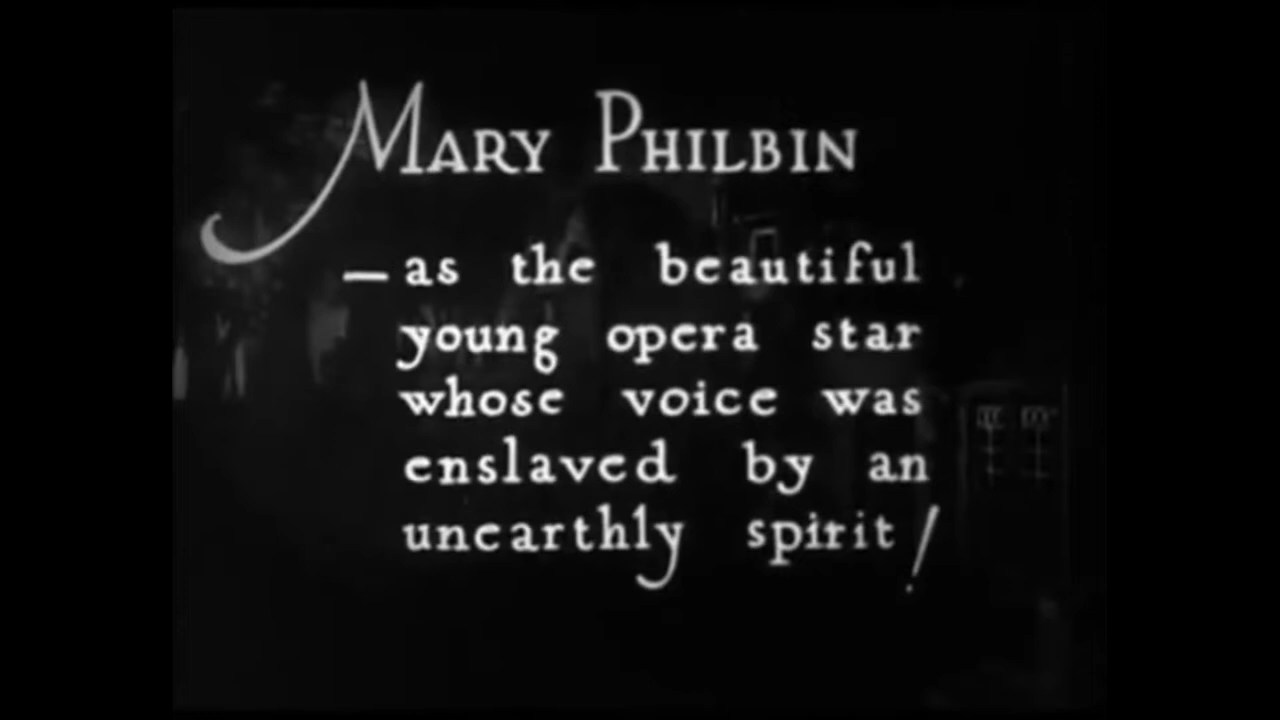 MARY PHILBIN
— as the beautiful
young opera star
whose voice was
enslaved by an
unearthly spirit!